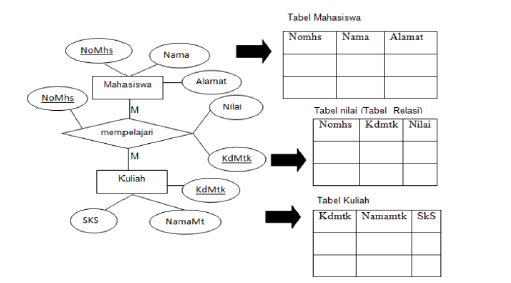 NoMhs
Nama
Mahasiswa
Alamat
NoMhs
M
Nilai
mempelajari
M
KdMtk
Kuliah
KdMtk
SKS
NamaMt
Tabel Mahasiswa
Nomhs Nama Alamat
Tabel nilai (Tabel Relasi)
Nomhs Kdmtk Nilai
Tabel Kuliah
Kdmtk Namamtk SkS